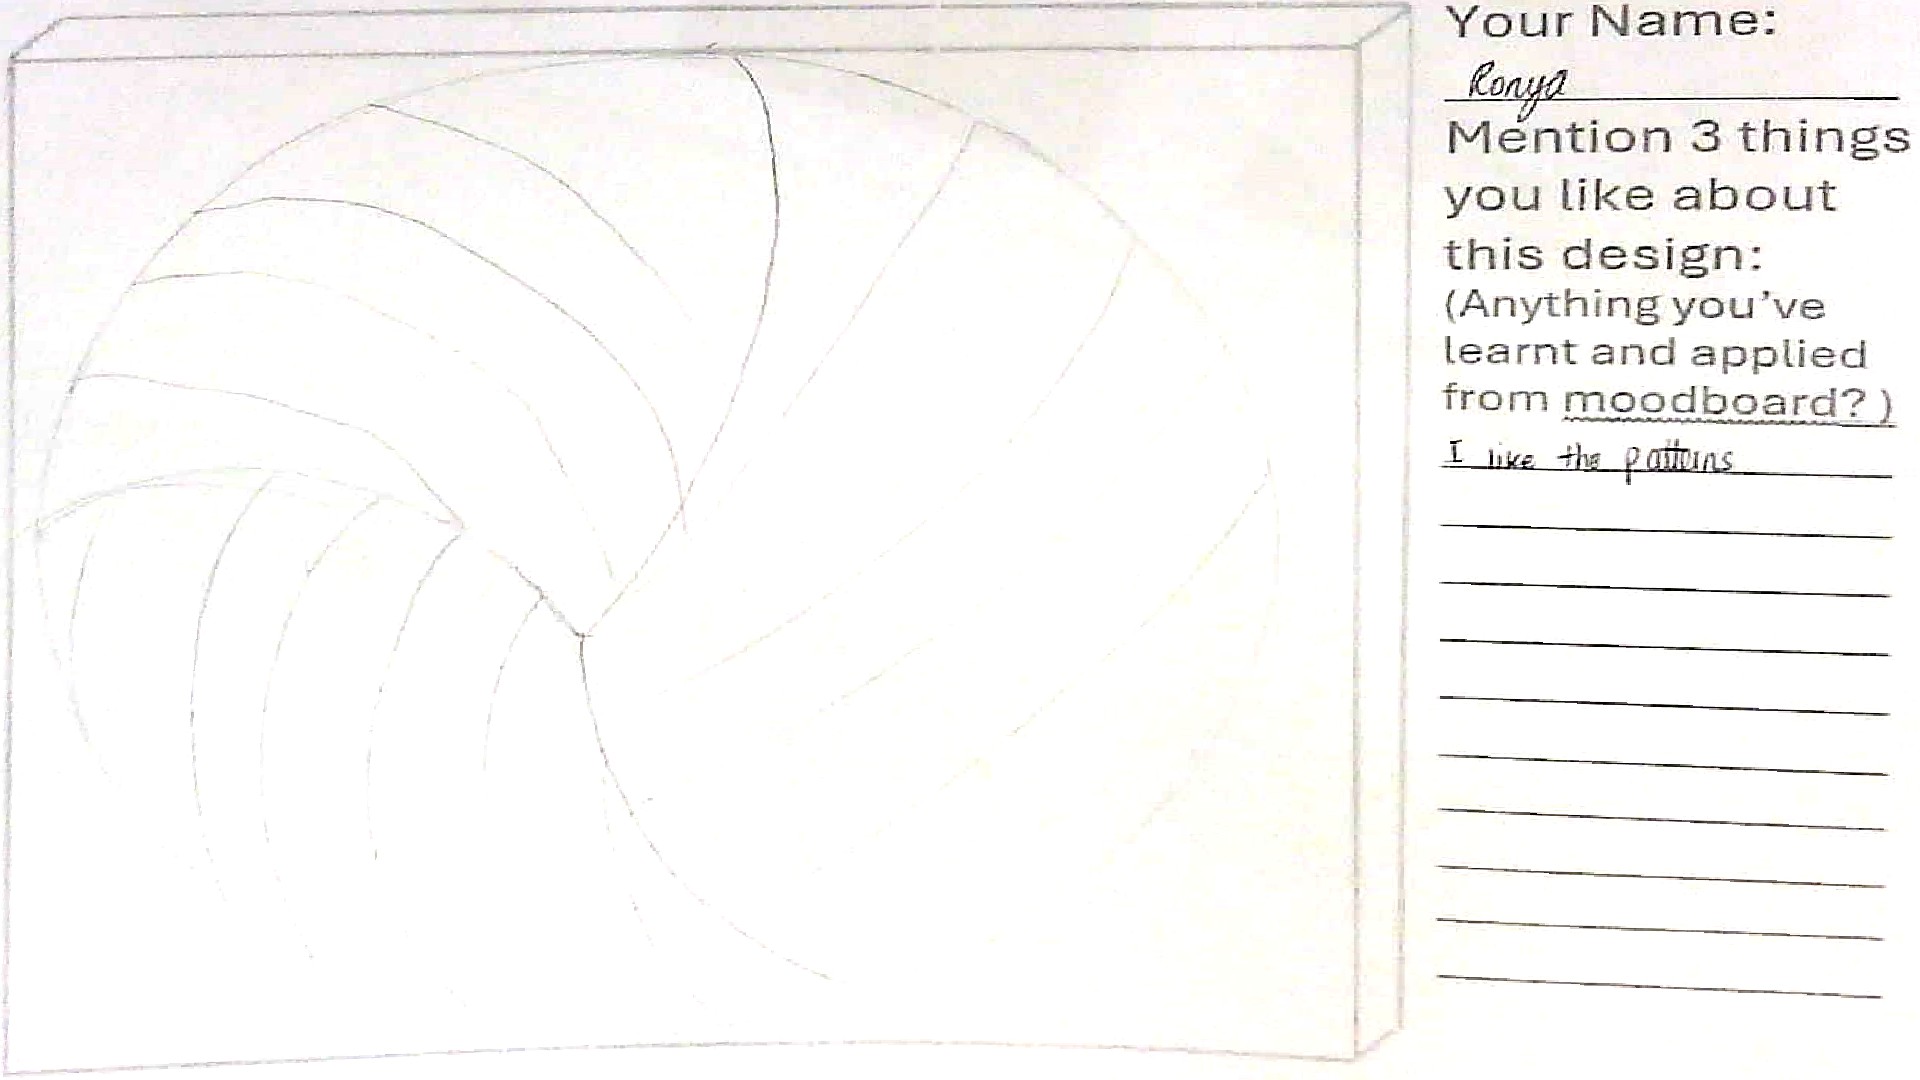 Your Name:
Ronya
Mention 3 things
you like about
this design:
(Anything you've
learnt and applied
from moodboard? )
I like the patterns